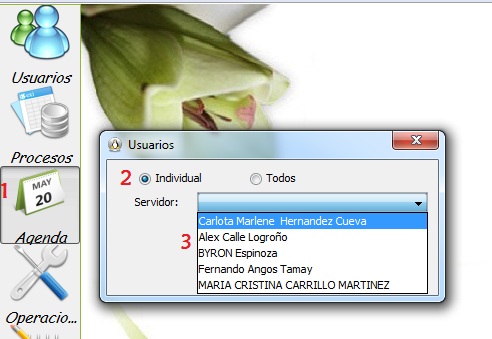 Usuarios
Procesos
1
MAY
20
Agenda
Operacio...
Usuarios
2 Individual Todos
Servidor:
3
Carlota Marlene Hernandez Cueva
Alex Calle Logroño
BYRON Espinoza
Fernando Angos Tamay
MARIA CRISTINA CARRILLO MARTINEZ